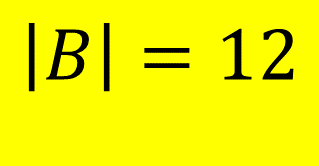 |𝐵| = 12